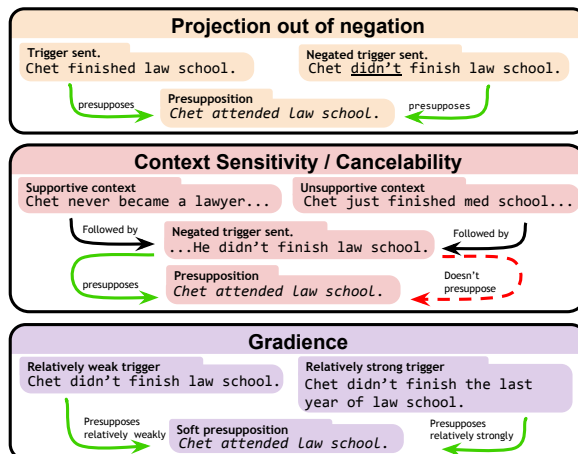 Projection out of negation
Trigger sent.
Chet finished law school.
Negated trigger sent.
Chet didn't finish law school.
presupposes
Presupposition
Chet attended law school.
presupposes
Context Sensitivity / Cancelability
Supportive context
Chet never became a lawyer...
Unsupportive context
Chet just finished med school...
Followed by
Negated trigger sent.
...He didn't finish law school.
Followed by
presupposes
Presupposition
Chet attended law school.
Doesn't
presuppose
Gradience
Relatively weak trigger
Chet didn't finish law school.
Relatively strong trigger
Chet didn't finish the last
year of law school.
Presupposes
relatively weakly
Soft presupposition
Chet attended law school.
Presupposes
relatively strongly